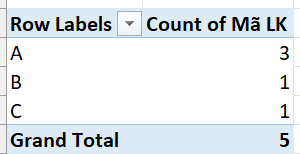 Row Labels Count of Mã LK
A 3
B 1
C 1
Grand Total 5